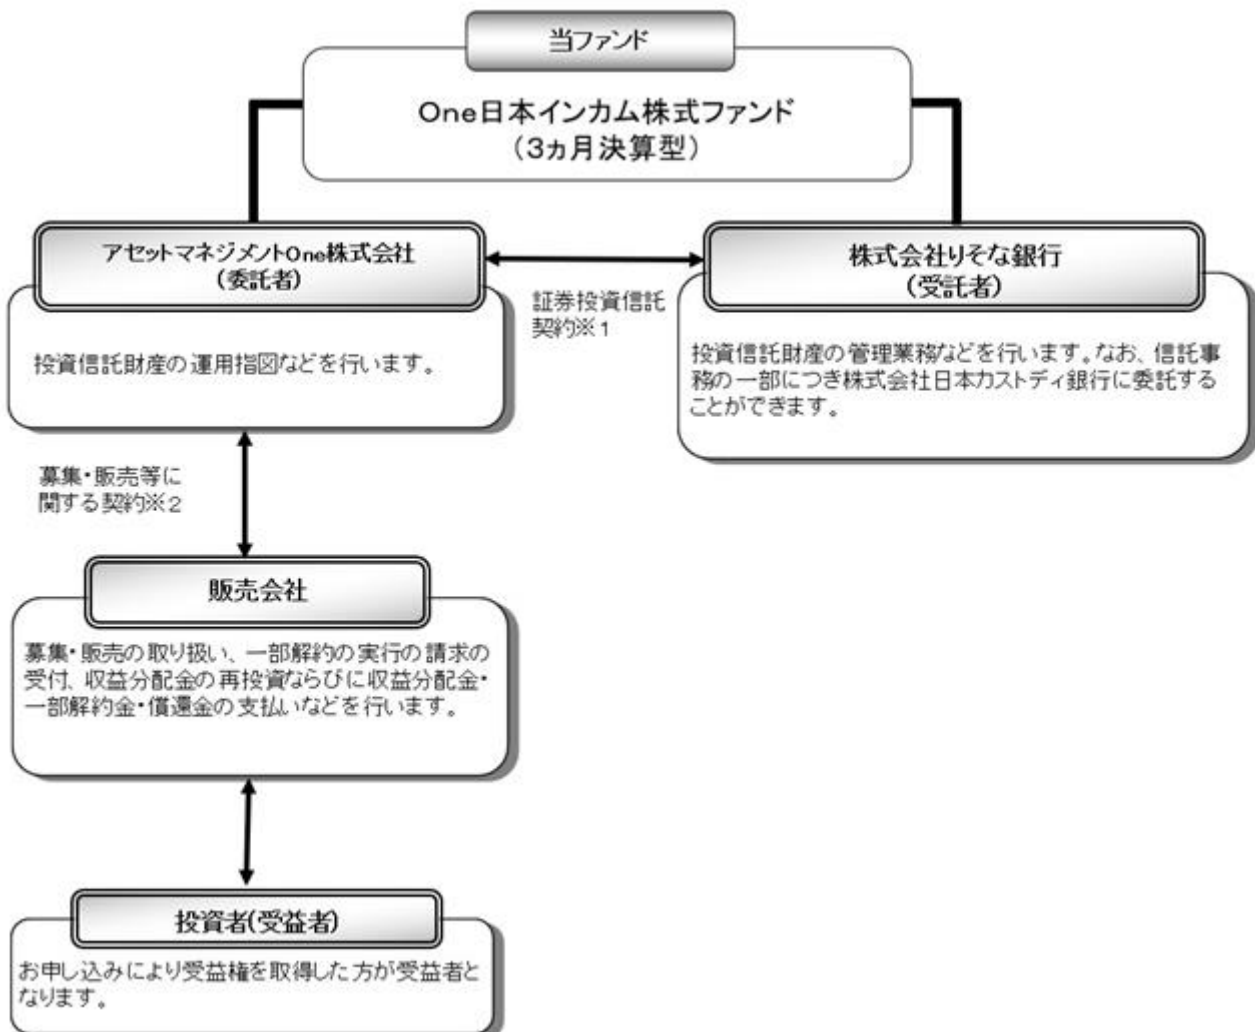 当ファンド
One日本インカム株式ファンド
(3ヵ月決算型)
アセットマネジメントOne株式会社
(委託者)
投資信託財産の運用指図などを行います。
証券投資信託
契約※1
株式会社りそな銀行
(受託者)
投資信託財産の管理業務などを行います。なお、信託事
務の一部につき株式会社日本カストディ銀行に委託する
ことができます。
募集・販売等に
関する契約※2
販売会社
募集・販売の取り扱い、一部解約の実行の請求の
受付、収益分配金の再投資ならびに収益分配金・
一部解約金・償還金の支払いなどを行います。
投資者(受益者)
お申し込みにより受益権を取得した方が受益者と
なります。